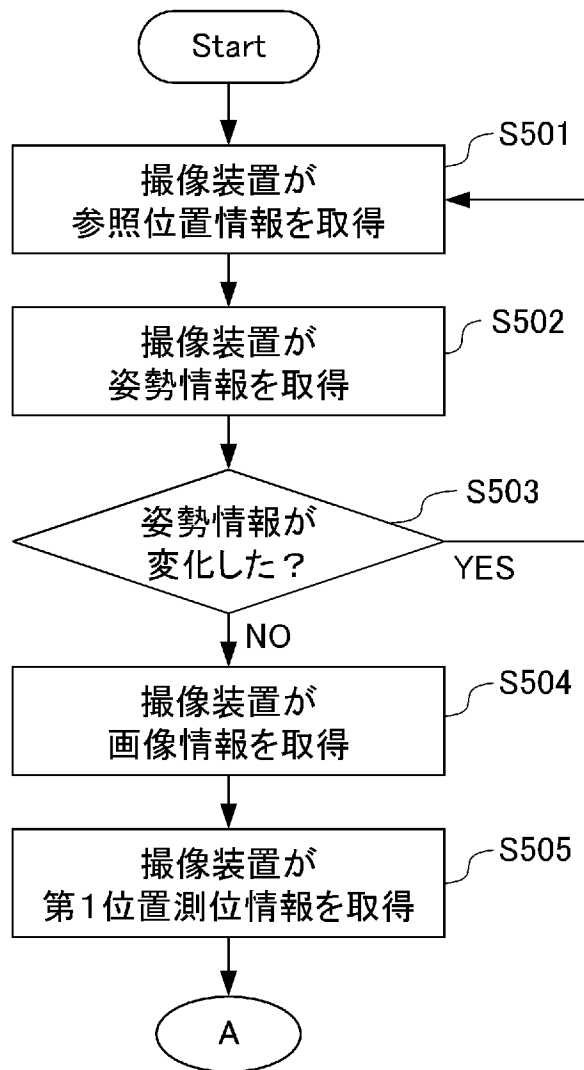 Start
S501
撮像装置が
参照位置情報を取得
S502
撮像装置が
姿勢情報を取得
S503
姿勢情報が
変化した？
YES
NO
S504
撮像装置が
画像情報を取得
S505
撮像装置が
第1位置測位情報を取得
A